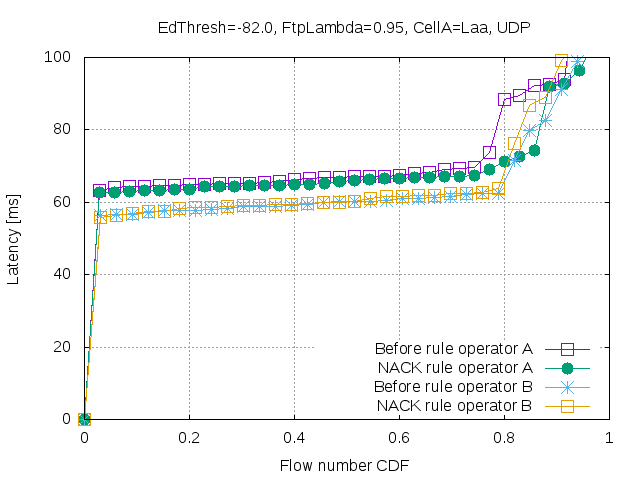 EdThresh=-82.0, FtpLambda=0.95, CellA=Laa, UDP
100
80
60
40
20
0
Latency [ms]
Before rule operator A
NACK rule operator A
Before rule operator B
NACK rule operator B
0 0.2 0.4 0.6 0.8 1
Flow number CDF